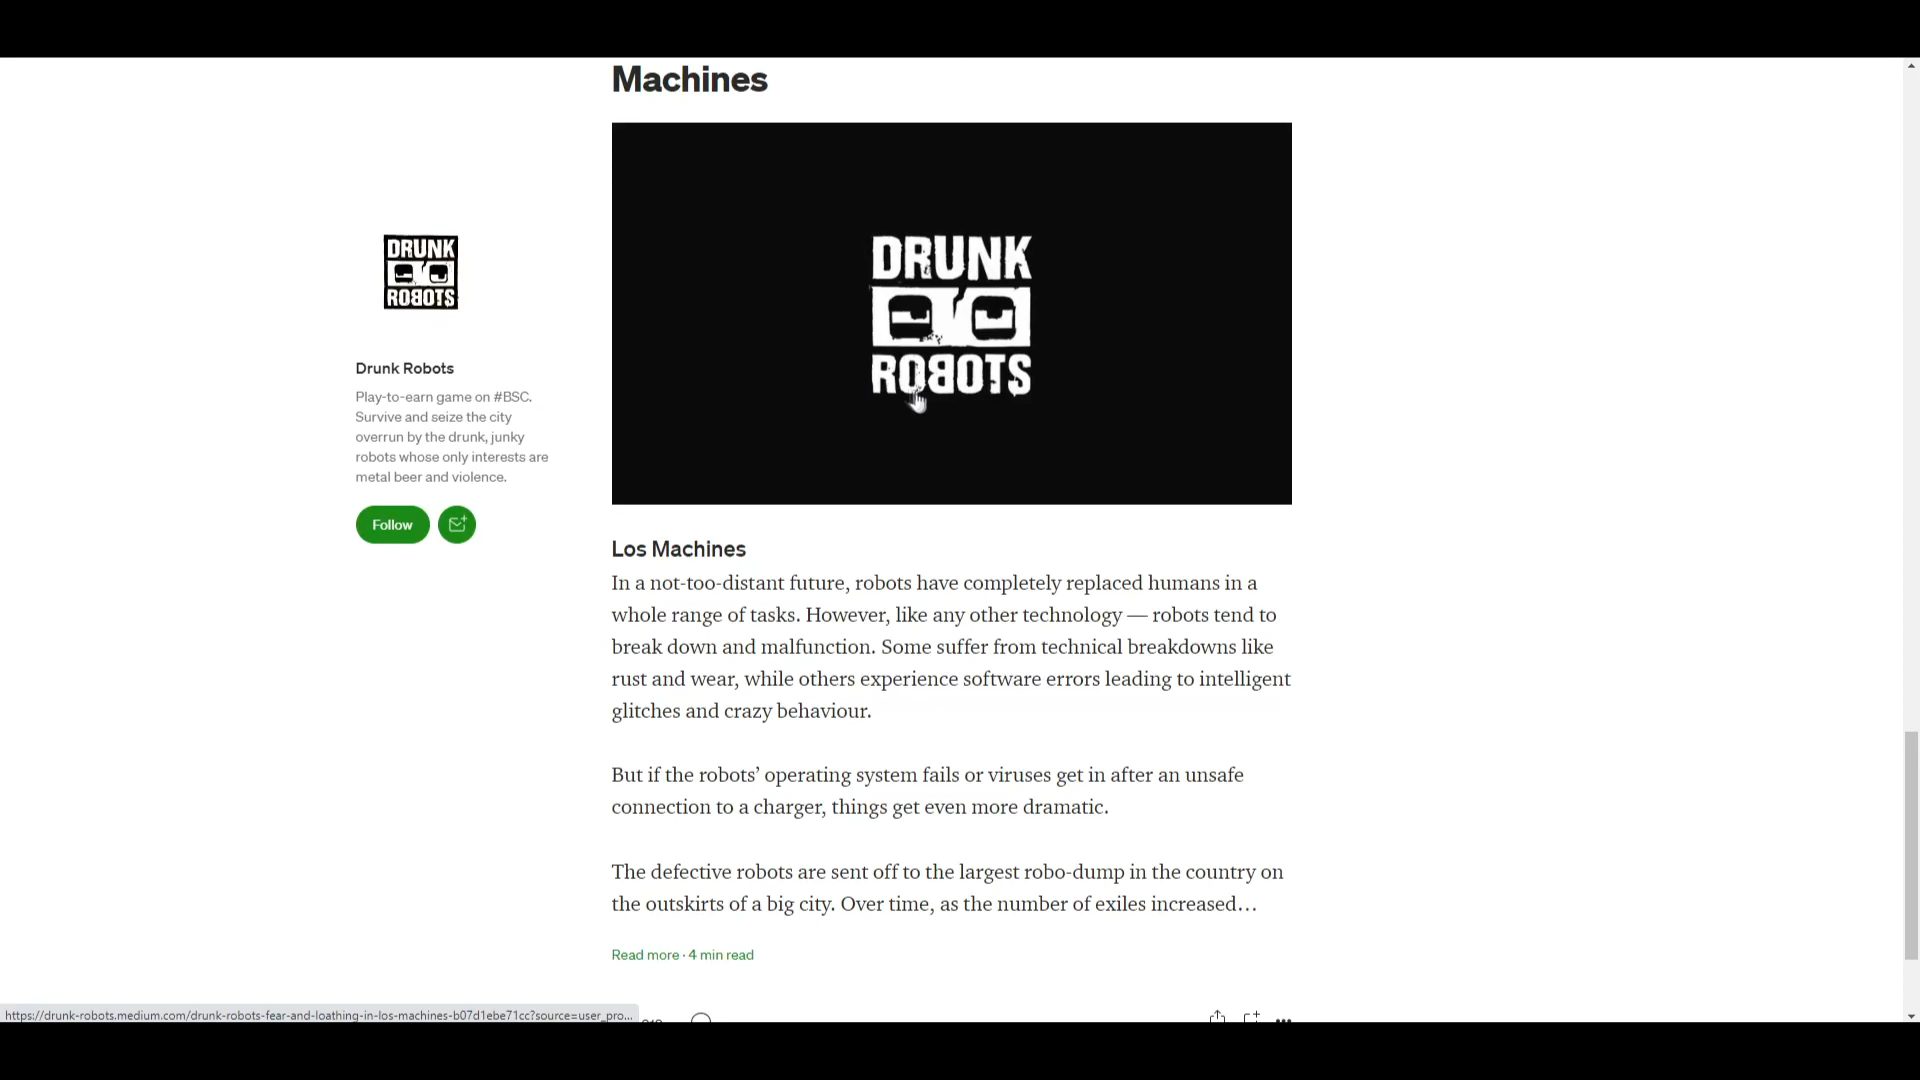 Machines
DRUNK
ROBOTS
DRUNK
ROBOTS
Drunk Robots
Play-to-earn game on #BSC.
Survive and seize the city
overrun by the drunk, junky
robots whose only interests are
metal beer and violence.
Follow
Los Machines
In a not-too-distant future, robots have completely replaced humans in a
whole range of tasks. However, like any other technology — robots tend to
break down and malfunction. Some suffer from technical breakdowns like
rust and wear, while others experience software errors leading to intelligent
glitches and crazy behaviour.
But if the robots’ operating system fails or viruses get in after an unsafe
connection to a charger, things get even more dramatic.
The defective robots are sent off to the largest robo-dump in the country on
the outskirts of a big city. Over time, as the number of exiles increased…
Read more · 4 min read
https://drunk-robots.medium.com/drunk-robots-fear-and-loathing-in-los-machines-b07d1ebe71cc?source=user_pro...